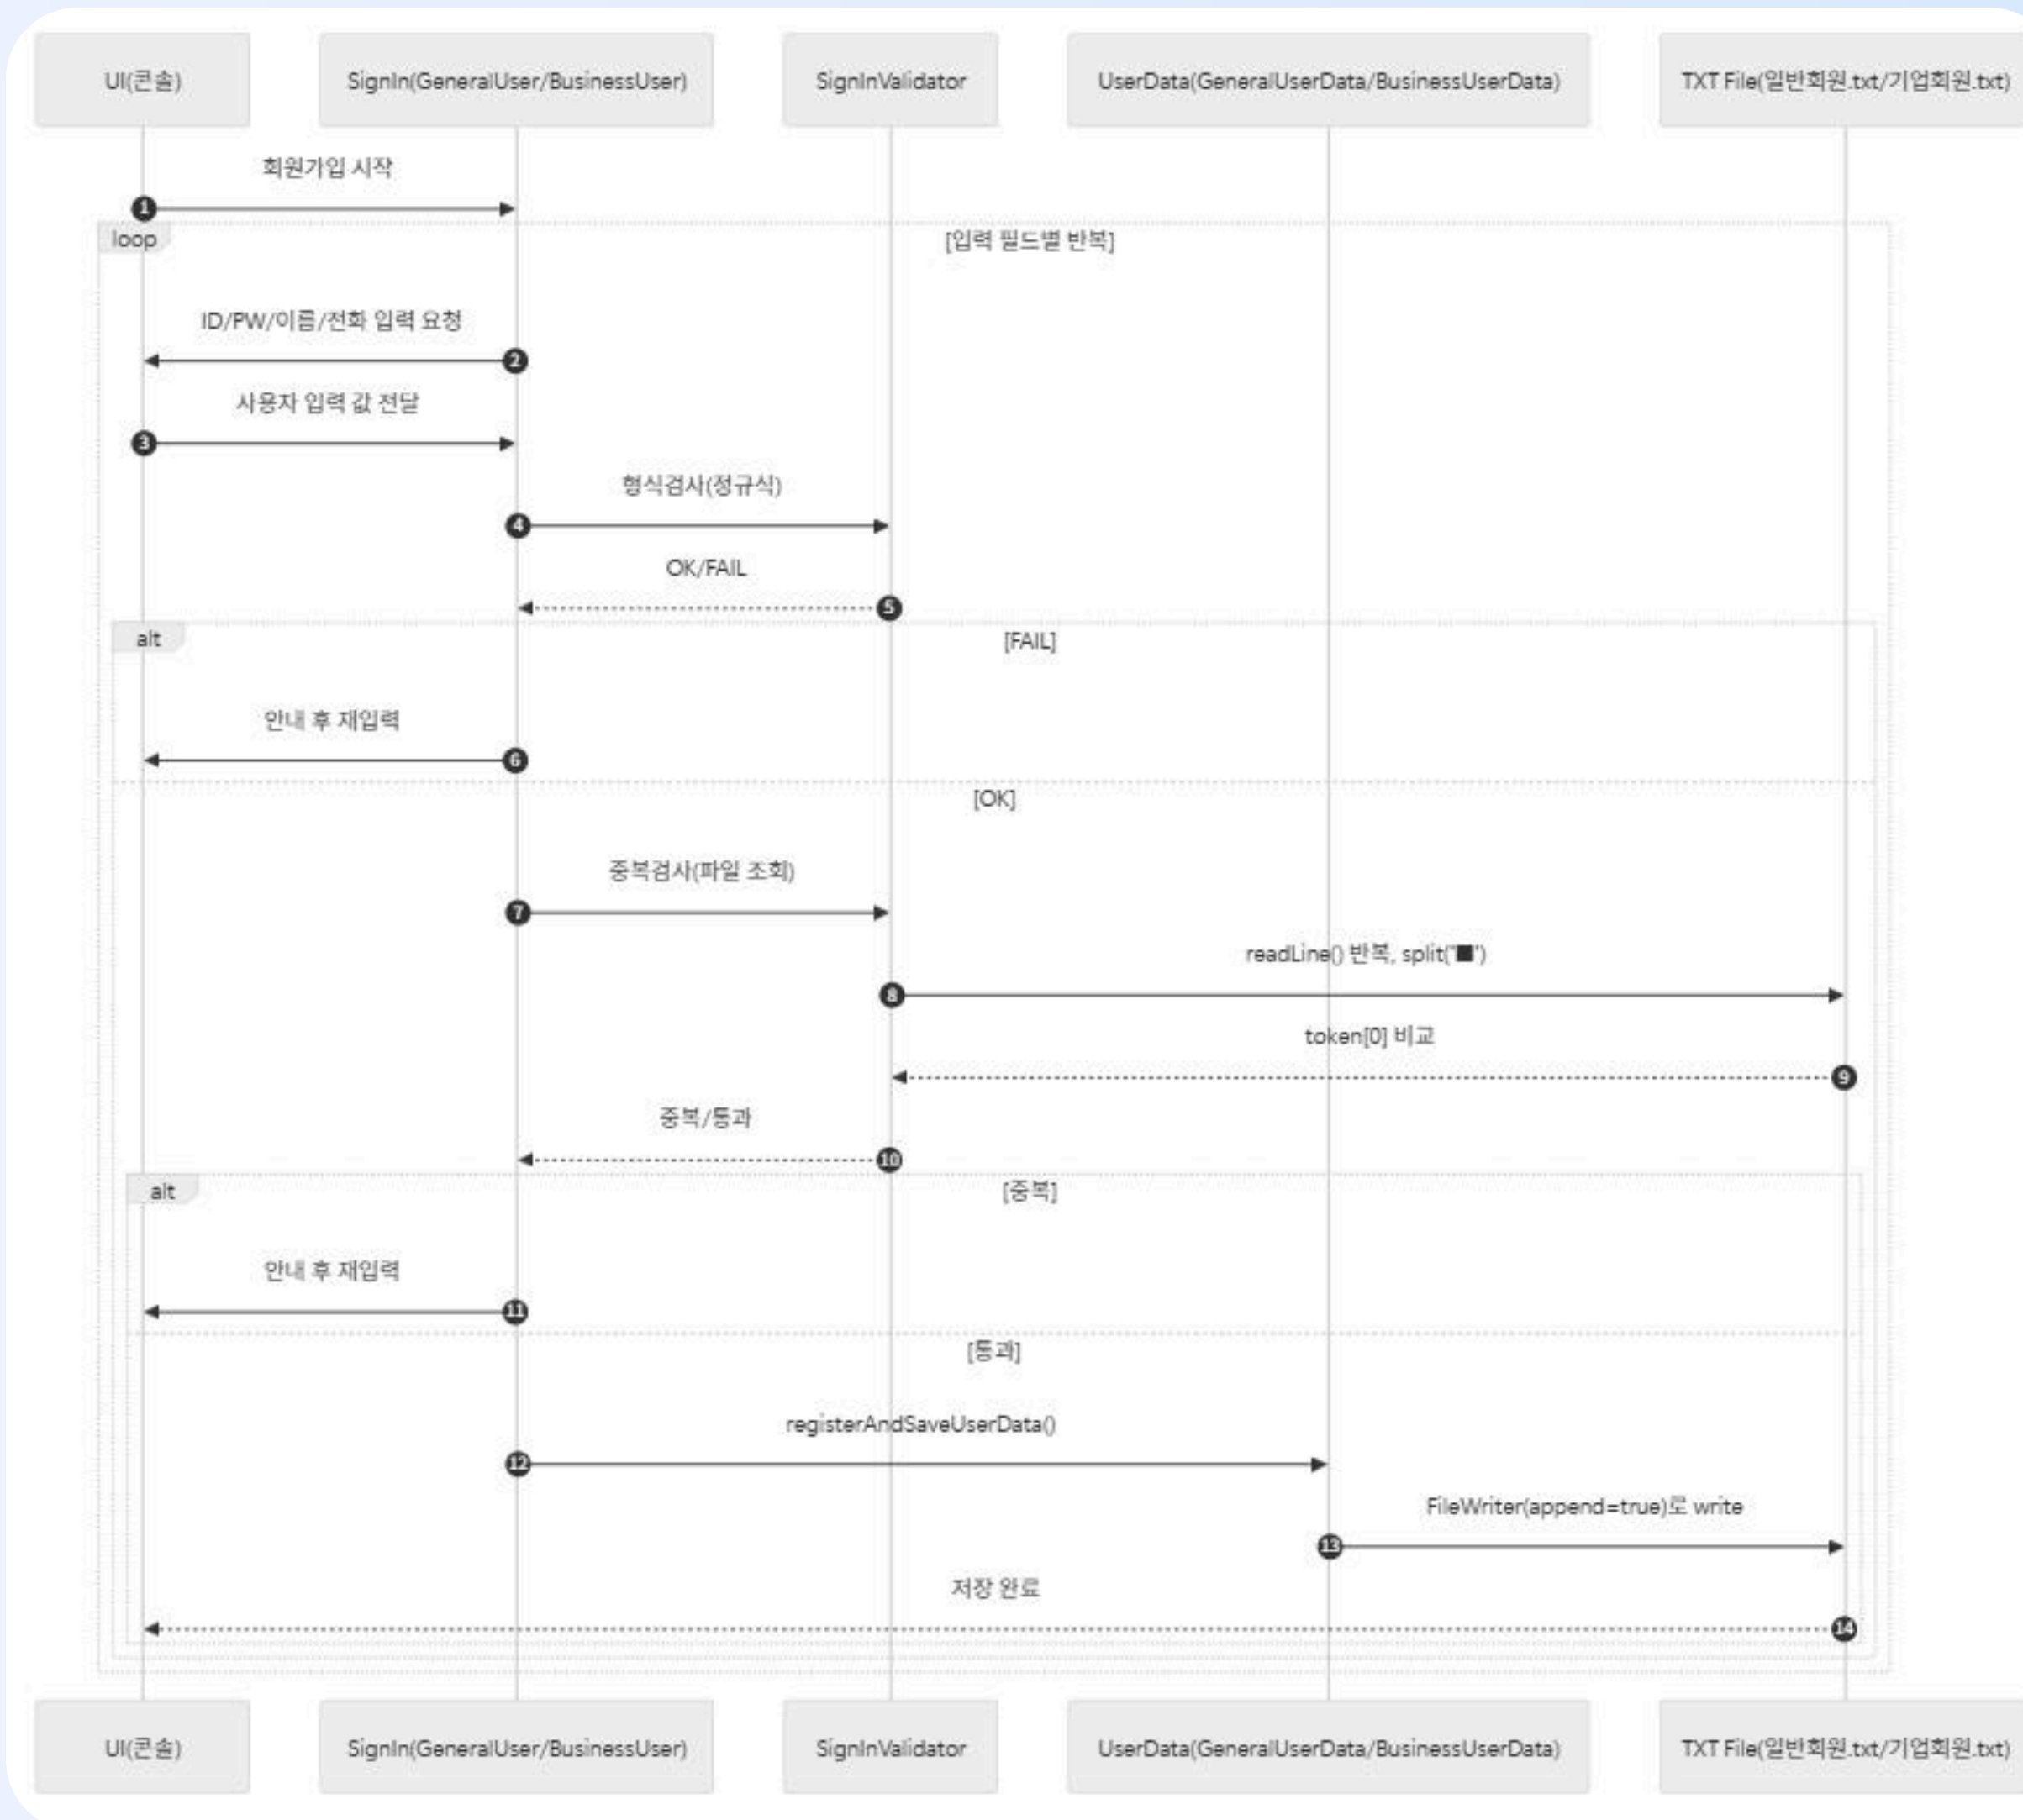 UI(콘솔)
SignIn(GeneralUser/BusinessUser)
SignInValidator
UserData(GeneralUserData/BusinessUserData)
TXT File(일반회원.txt/기업회원.txt)
회원가입 시작
1
loop
[입력 필드별 반복]
ID/PW/이름/전화 입력 요청
2
사용자 입력 값 전달
3
형식검사(정규식)
4
OK/FAIL
5
alt
[FAIL]
안내 후 재입력
6
[OK]
중복검사(파일 조회)
7
readLine() 반복, split("■")
8
token[0] 비교
9
중복/통과
10
alt
[중복]
안내 후 재입력
11
[통과]
registerAndSaveUserData()
12
FileWriter(append=true)로 write
13
저장 완료
14
UI(콘솔)
SignIn(GeneralUser/BusinessUser)
SignInValidator
UserData(GeneralUserData/BusinessUserData)
TXT File(일반회원.txt/기업회원.txt)